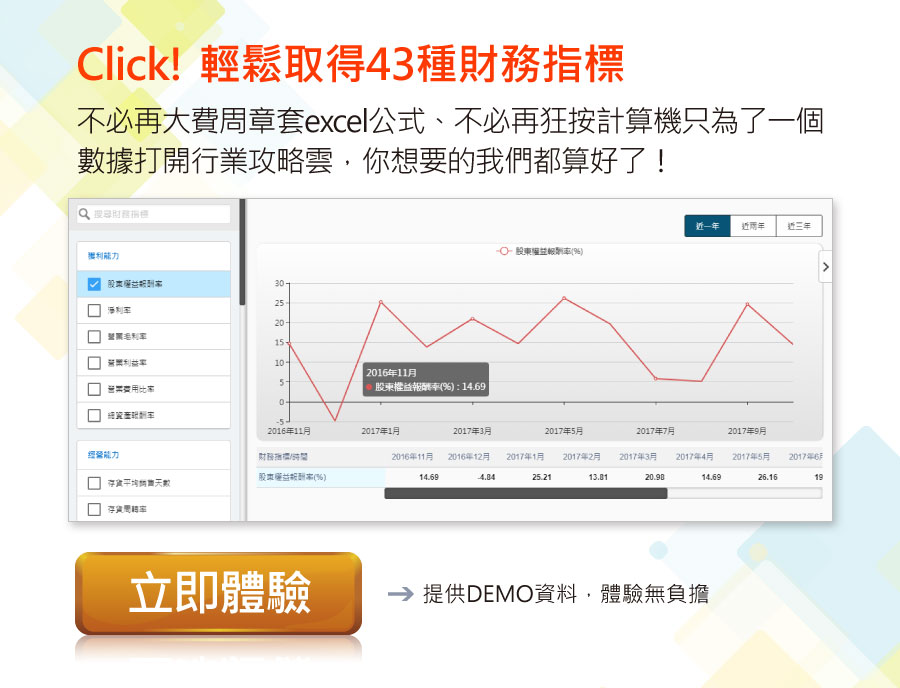 Click! 輕鬆取得43種財務指標
不必再大費周章套excel公式、不必再狂按計算機只為了一個
數據打開行業攻略雲，你想要的我們都算好了！
搜尋財務指標
近一年 近兩年 近三年
獲利能力
股東權益報酬率
淨利率
營業毛利率
營業利益率
營業費用比率
總資產報酬率
經營能力
存貨平均銷售天數
存貨周轉率
股東權益報酬率(%)
30
25
20
15
10
5
0
-5
2016年11月
股東權益報酬率(%) : 14.69
2016年11月 2017年1月 2017年3月 2017年5月 2017年7月 2017年9月
財務指標/時間 2016年11月 2016年12月 2017年1月 2017年2月 2017年3月 2017年4月 2017年5月 2017年6月
股東權益報酬率(%) 14.69 -4.84 25.21 13.81 20.98 14.69 26.16 19
立即體驗
提供DEMO資料，體驗無負擔